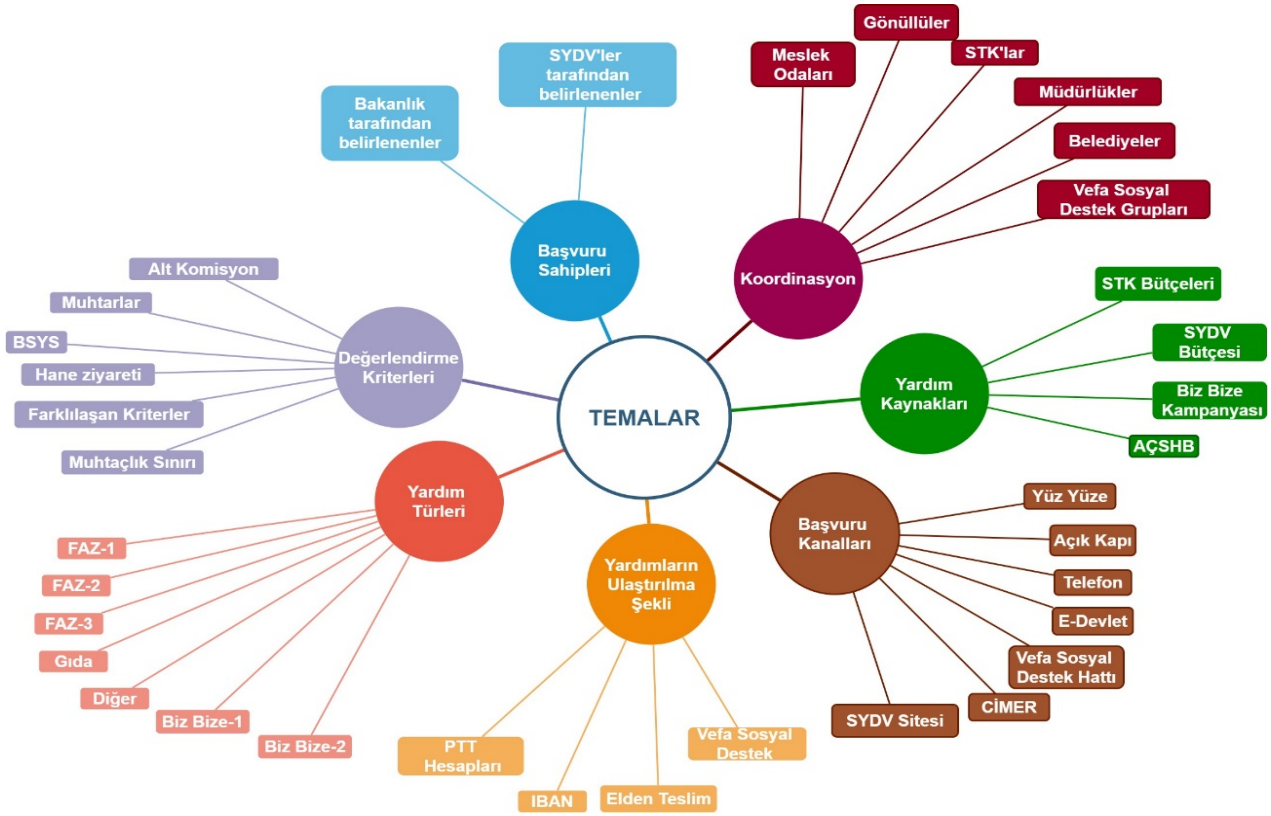 TEMALAR
Başvuru
Sahipleri
Bakanlık
tarafından
belirlenenler
SYDV'ler
tarafından
belirlenenler
Koordinasyon
Meslek
Odaları
Gönüllüler
STK'lar
Müdürlükler
Belediyeler
Vefa Sosyal
Destek Grupları
Yardım
Kaynakları
STK Bütçeleri
SYDV
Bütçesi
Biz Bize
Kampanyası
AÇSHB
Başvuru
Kanalları
Yüz Yüze
Açık Kapı
Telefon
E-Devlet
Vefa Sosyal
Destek Hattı
CİMER
SYDV Sitesi
Yardımların
Ulaştırılma
Şekli
Vefa Sosyal
Destek
Elden Teslim
IBAN
PTT
Hesapları
Yardım
Türleri
FAZ-1
FAZ-2
FAZ-3
Gıda
Diğer
Biz Bize-1
Biz Bize-2
Değerlendirme
Kriterleri
Alt Komisyon
Muhtarlar
BSYS
Hane ziyareti
Farklılaşan Kriterler
Muhtaçlık Sınırı